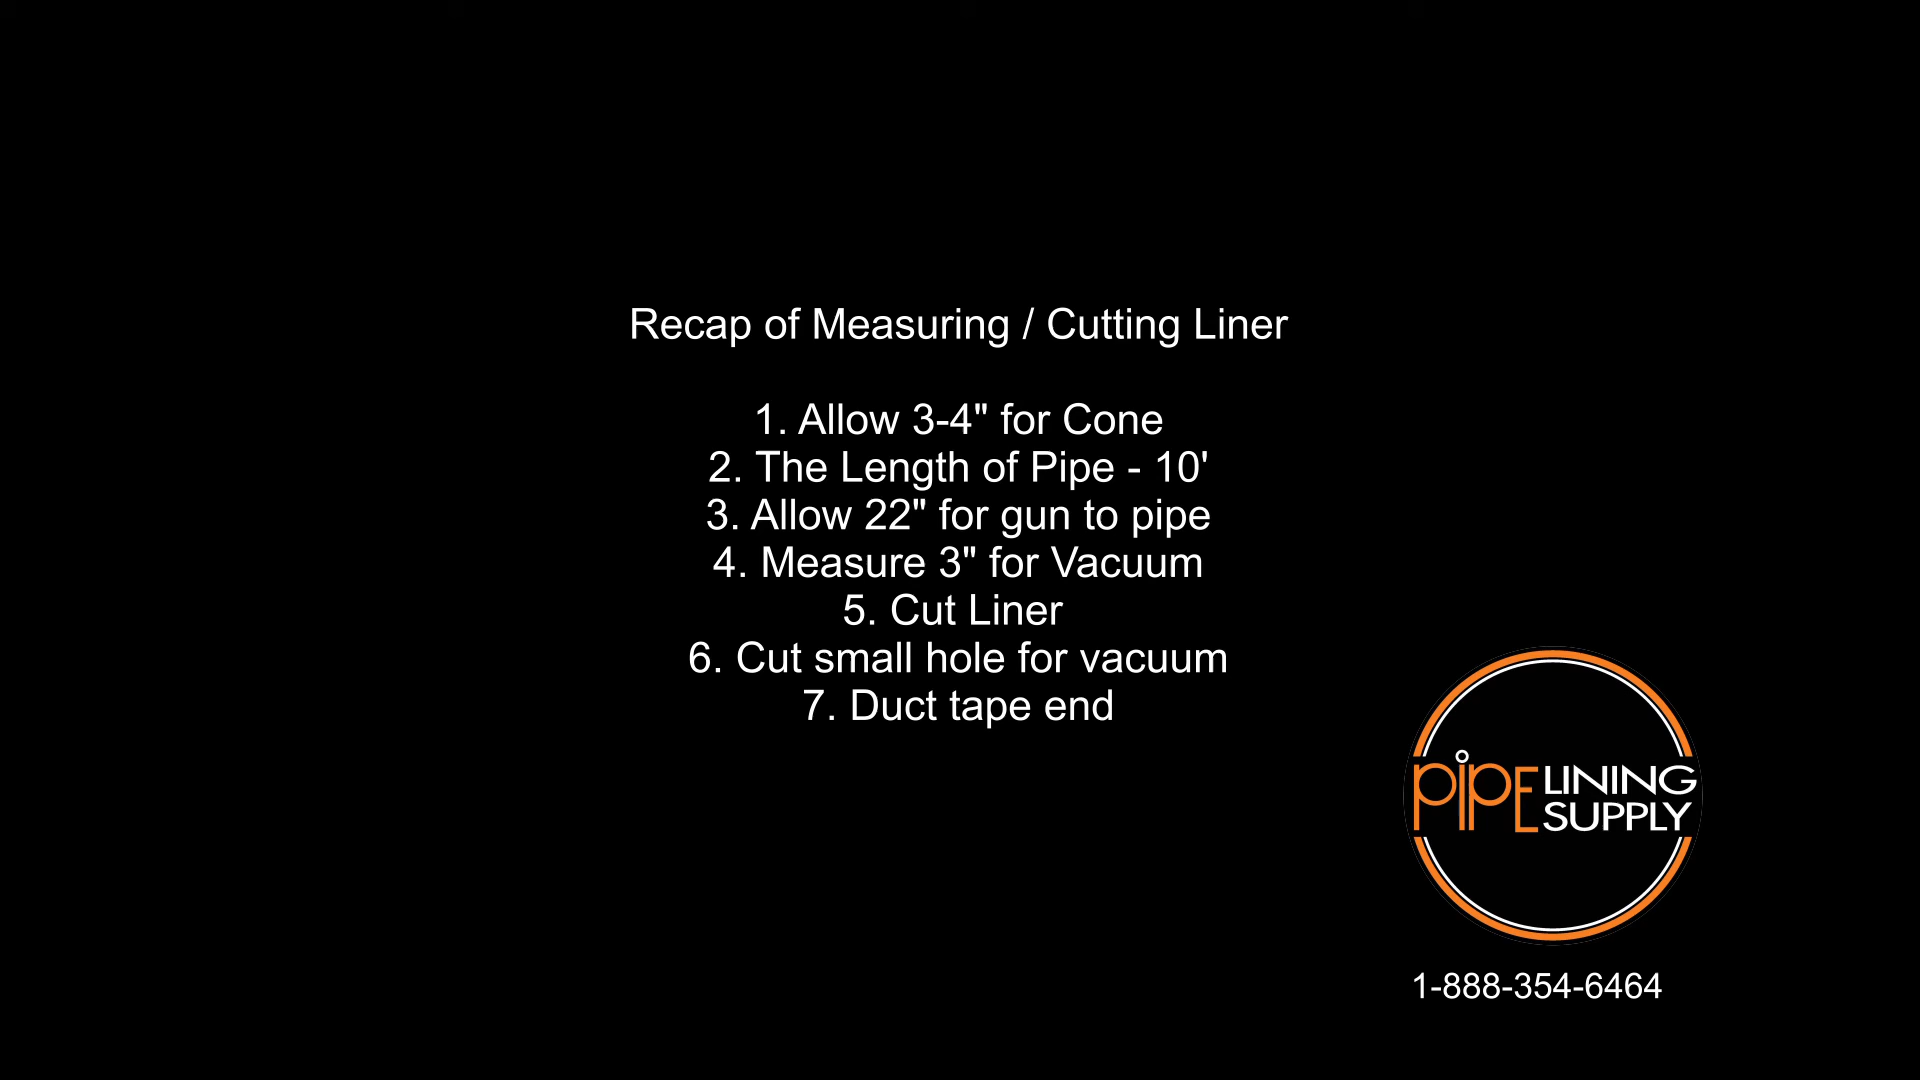 Recap of Measuring / Cutting Liner
1. Allow 3-4" for Cone
2. The Length of Pipe - 10'
3. Allow 22" for gun to pipe
4. Measure 3" for Vacuum
5. Cut Liner
6. Cut small hole for vacuum
7. Duct tape end
pipe LINING
SUPPLY
1-888-354-6464